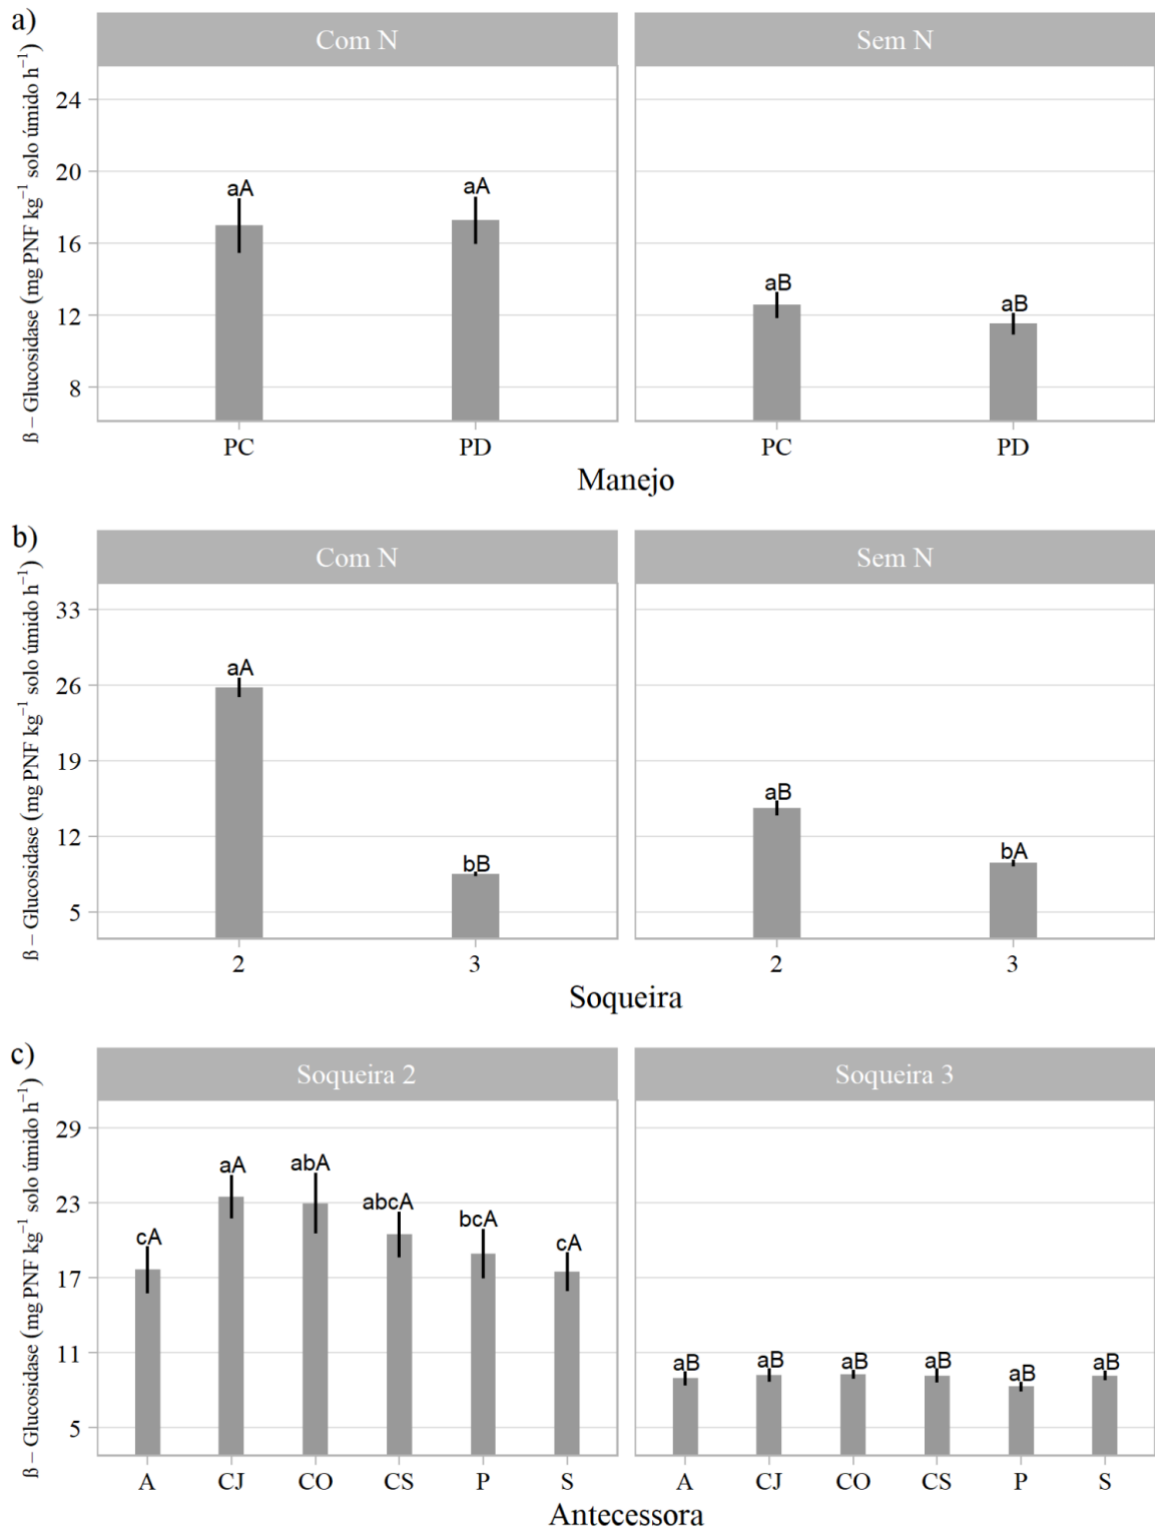 a)
Com N
Sem N
β – Glucosidase (mg PNF kg⁻¹ solo úmido h⁻¹)
24
20
16
12
8
aA
aA
aB
aB
PC
PD
PC
PD
Manejo
b)
Com N
Sem N
β – Glucosidase (mg PNF kg⁻¹ solo úmido h⁻¹)
33
26
19
12
5
aA
bB
aB
bA
2
3
2
3
Soqueira
c)
Soqueira 2
Soqueira 3
β – Glucosidase (mg PNF kg⁻¹ solo úmido h⁻¹)
29
23
17
11
5
cA
aA
abA
abcA
bcA
cA
aB
aB
aB
aB
aB
aB
A
CJ
CO
CS
P
S
A
CJ
CO
CS
P
S
Antecessora